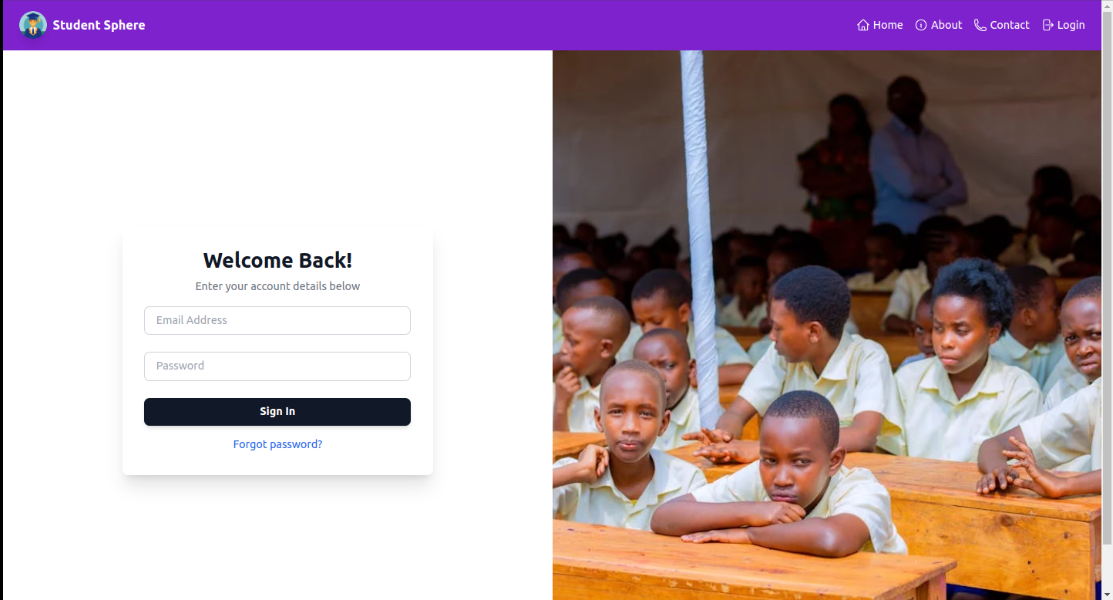 Student Sphere
Home About Contact Login
Welcome Back!
Enter your account details below
Email Address
Password
Sign In
Forgot password?